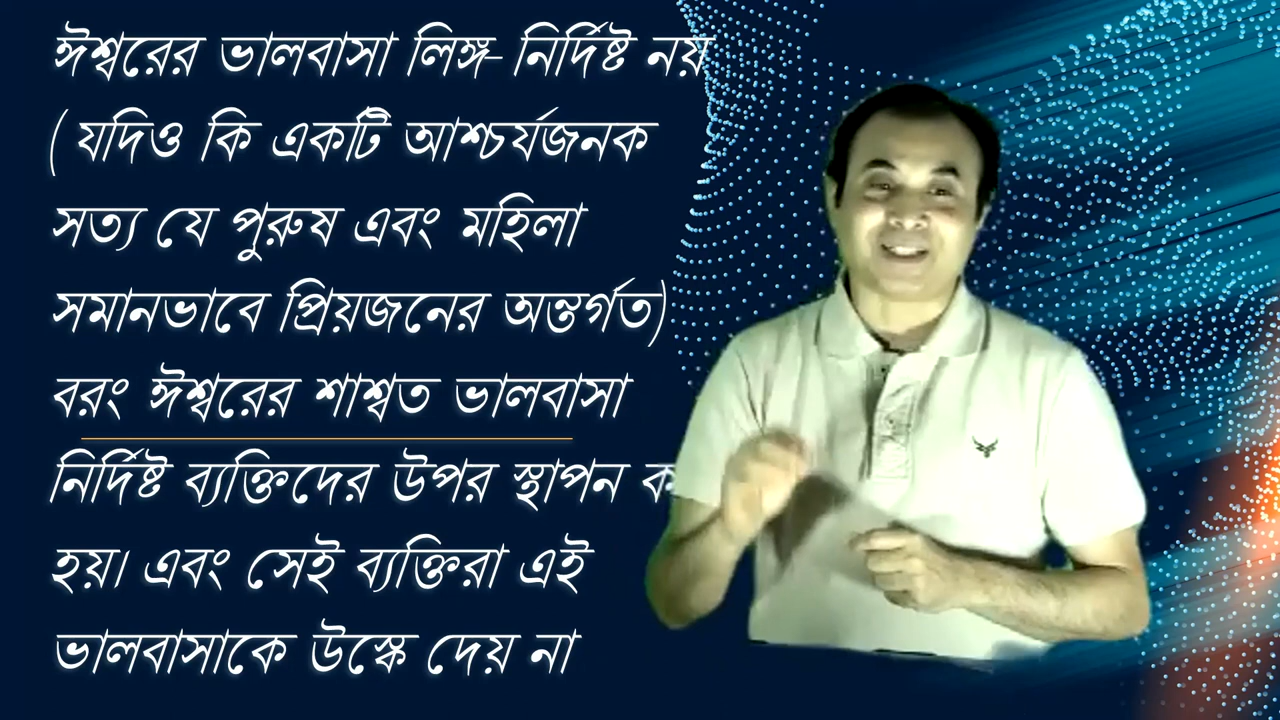 ঈশ্বরের ভালবাসা লিঙ্গ- নির্দিষ্ট নয়
( যদিও কি একটি আশ্চর্যজনক
সত্য যে পুরুষ এবং মহিলা
সমানভাবে প্রিয়জনের অন্তর্গত)
বরং ঈশ্বরের শাশ্বত ভালবাসা
নির্দিষ্ট ব্যক্তিদের উপর স্থাপন
হয়। এবং সেই ব্যক্তিরা এই
ভালবাসাকে উস্কে দেয় না